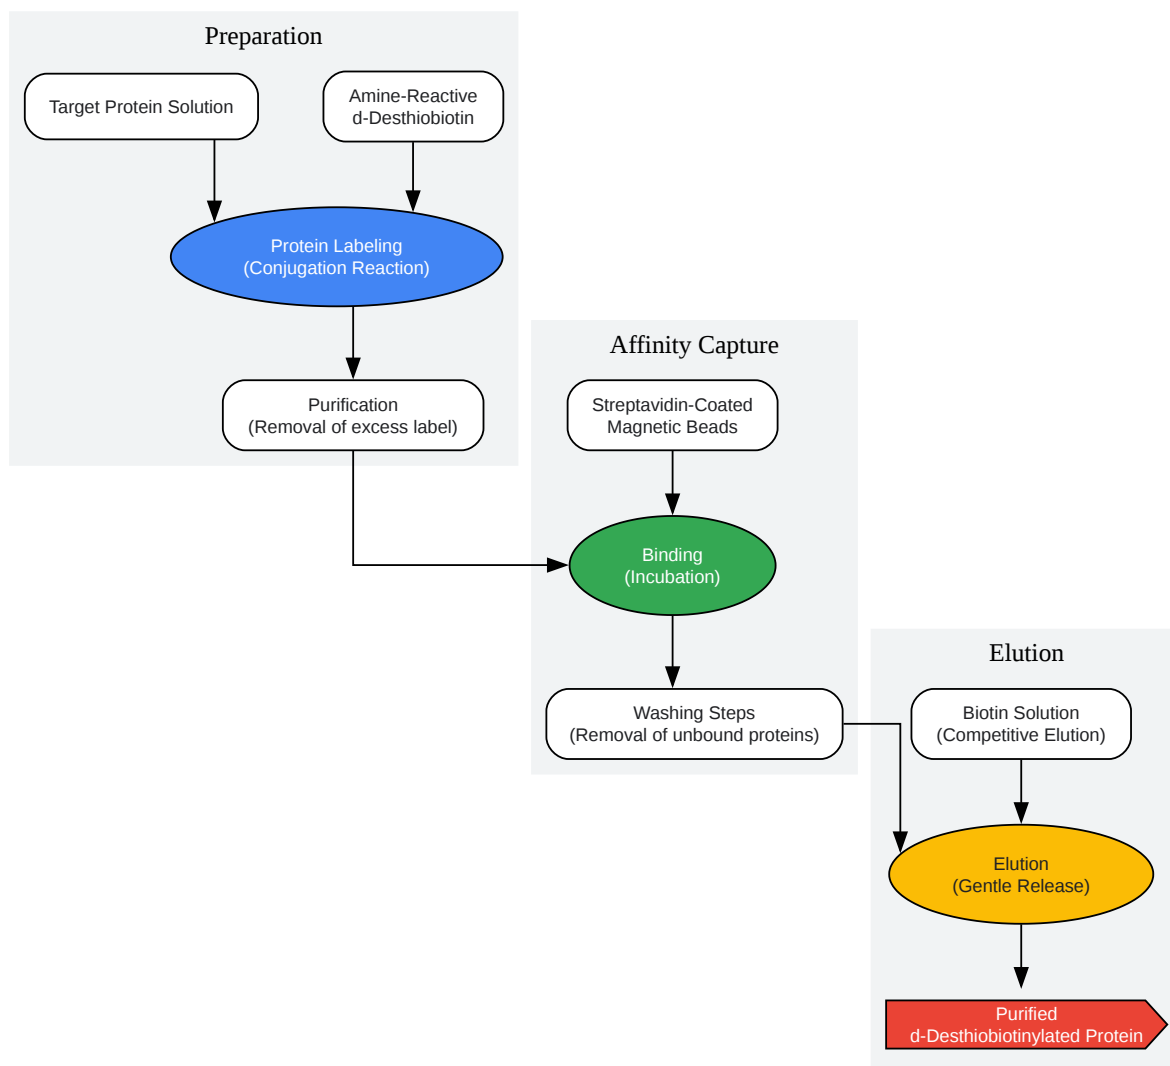 Preparation
Target Protein Solution
Amine-Reactive
d-Desthiobiotin
Protein Labeling
(Conjugation Reaction)
Purification
(Removal of excess label)
Affinity Capture
Streptavidin-Coated
Magnetic Beads
Binding
(Incubation)
Washing Steps
(Removal of unbound proteins)
Elution
Biotin Solution
(Competitive Elution)
Elution
(Gentle Release)
Purified
d-Desthiobiotinylated Protein